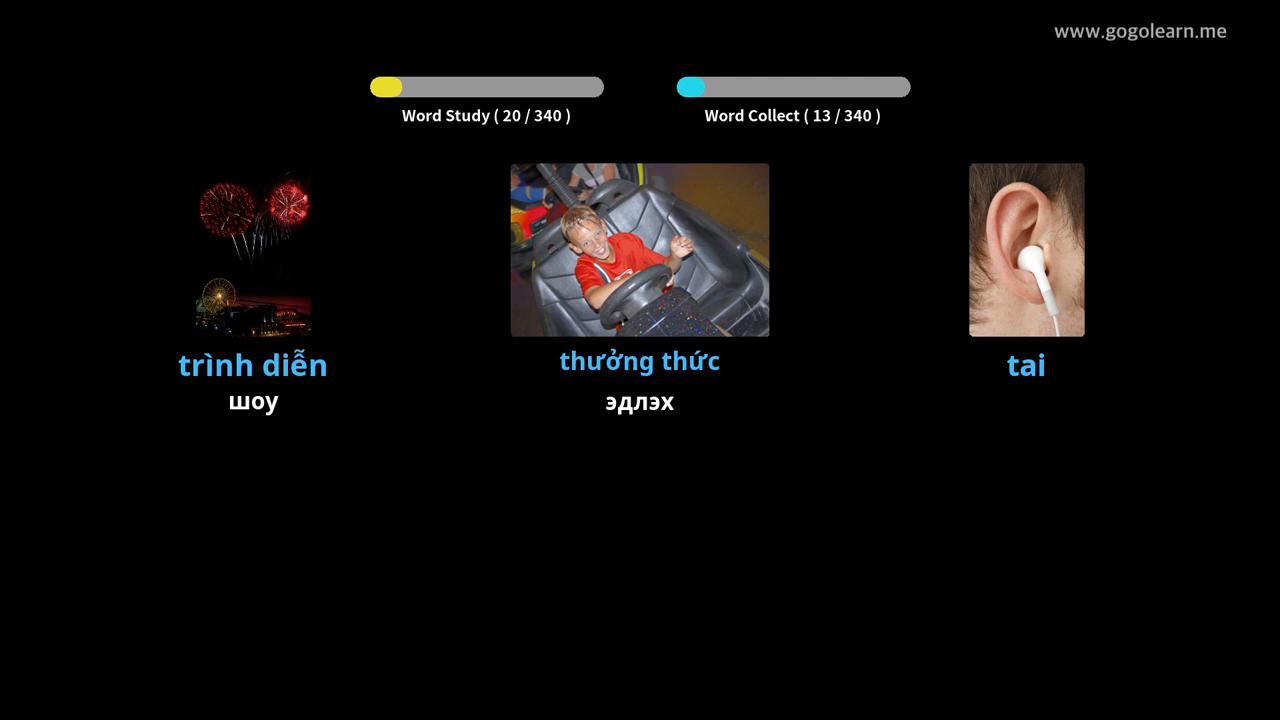 www.gogolearn.me
Word Study ( 20 / 340 )
Word Collect ( 13 / 340 )
trình diễn
шоу
thưởng thức
эдлэх
tai